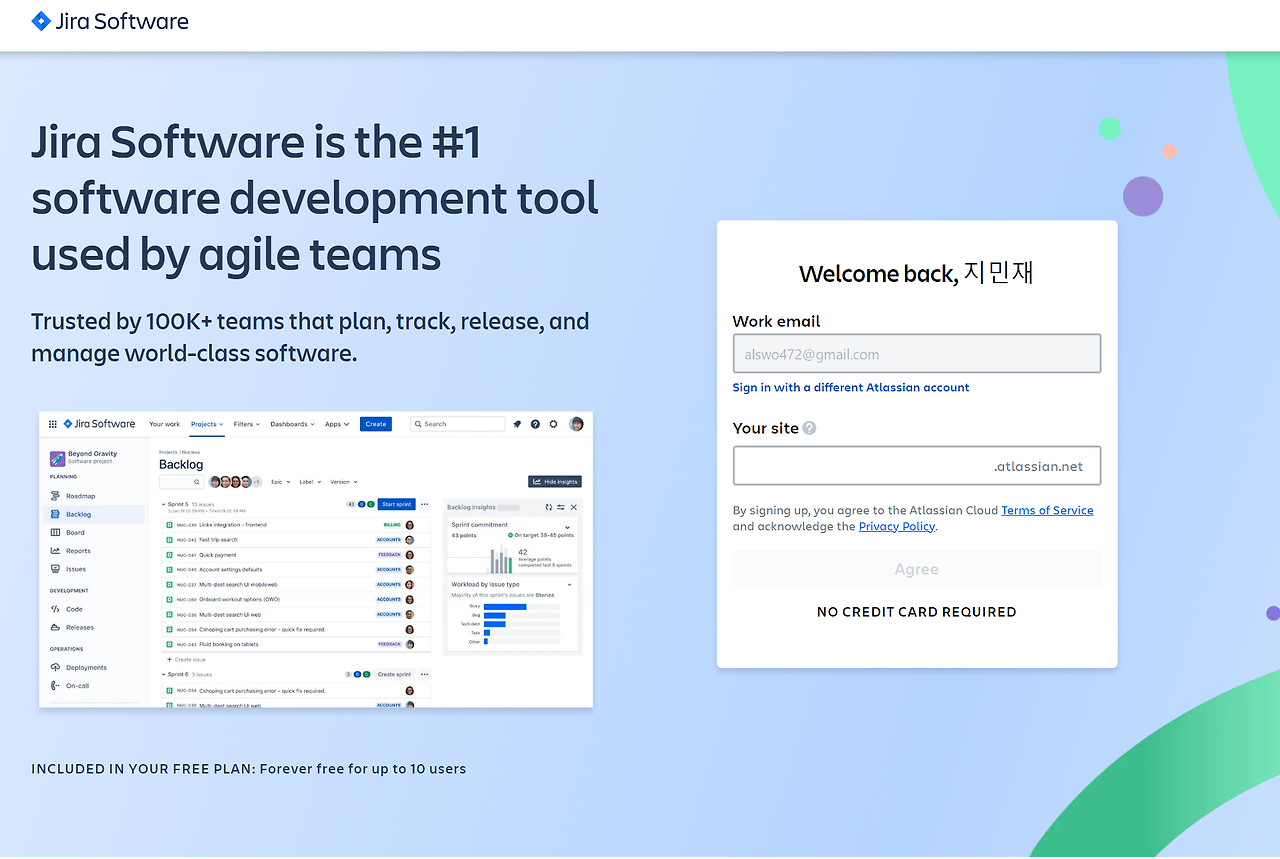 Jira Software
Jira Software is the #1
software development tool
used by agile teams
Trusted by 100K+ teams that plan, track, release, and
manage world-class software.
Jira Software Your work Projects Filters Dashboards Apps Create Search
Beyond Gravity
Software project
PLANNING
Roadmap
Backlog
Board
Reports
Issues
DEVELOPMENT
Code
Releases
OPERATIONS
Deployments
On-call
Projects / Nucleus
Backlog
Epic Label Version Hide insights
Sprint 5 13 issues Start sprint
NUC-335 Links integration - frontend BILLING
NUC-342 Fast trip search ACCOUNTS
NUC-341 Quick payment FEEDBACK
NUC-340 Account settings defaults ACCOUNTS
NUC-337 Multi-dest search UI mobileweb ACCOUNTS
Onboard workout options (OWO) ACCOUNTS
Multi-dest search UI web ACCOUNTS
NUC-354 Cshoping cart purchasing error - quick fix required.
NUC-343 Fluid booking on tablets FEEDBACK
Create issue
Sprint 6 3 issues 3 0 0 Create sprint
NUC-354 Cshoping cart purchasing error - quick fix required.
Multi-dest search UI web ACCOUNTS
Backlog Insights
Sprint commitment
43 points On target 38-45 points
42
Average points
completed last 5 sprints
Workload by issue type
Majority of this sprint's issues are Stories
Story
Bug
Tech debt
Task
Other
INCLUDED IN YOUR FREE PLAN: Forever free for up to 10 users
Welcome back, 지민재
Work email
alswo472@gmail.com
Sign in with a different Atlassian account
Your site ?
.atlassian.net
By signing up, you agree to the Atlassian Cloud Terms of Service
and acknowledge the Privacy Policy.
Agree
NO CREDIT CARD REQUIRED